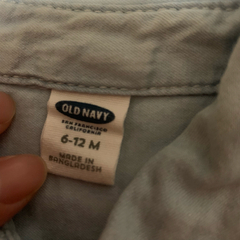 OLD NAVY
SAN FRANCISCO
CALIFORNIA
6-12 M
MADE IN
BANGLADESH